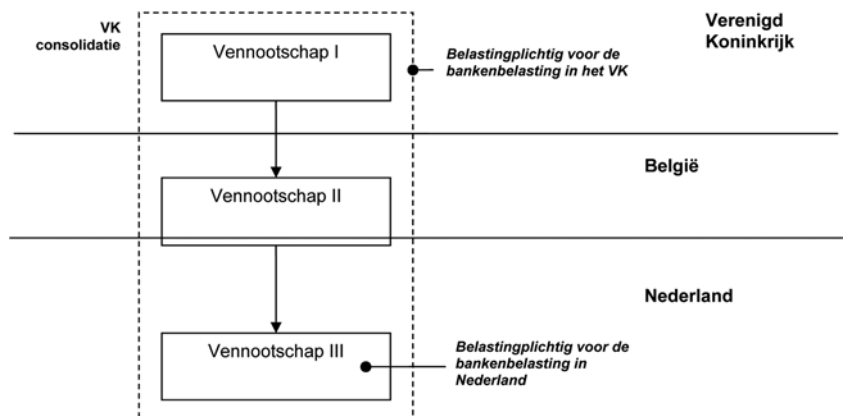 VK
consolidatie
Vennootschap I
Verenigd
Koninkrijk
Belastingplichtig voor de
bankenbelasting in het VK
België
Vennootschap II
Nederland
Vennootschap III
Belastingplichtig voor de
bankenbelasting in
Nederland